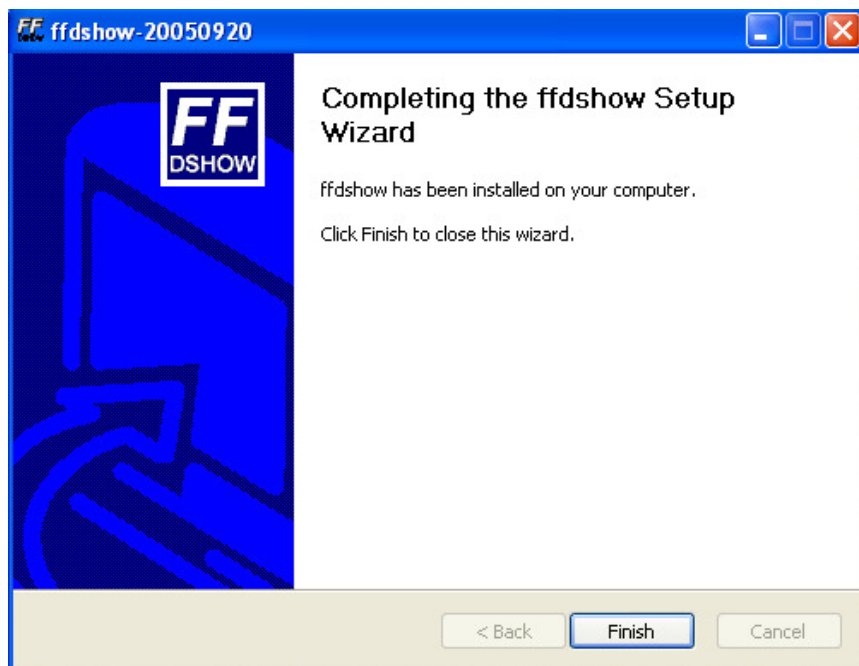 ffdshow-20050920
FF
DSHOW
Completing the ffdshow Setup
Wizard
ffdshow has been installed on your computer.
Click Finish to close this wizard.
< Back
Finish
Cancel